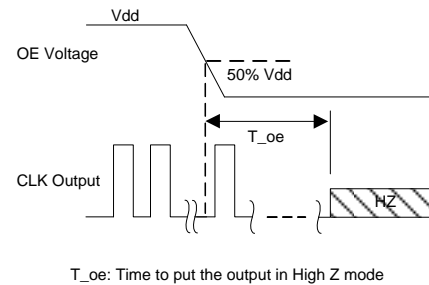 Vdd
OE Voltage
50% Vdd
T_oe
CLK Output
HZ
T_oe: Time to put the output in High Z mode